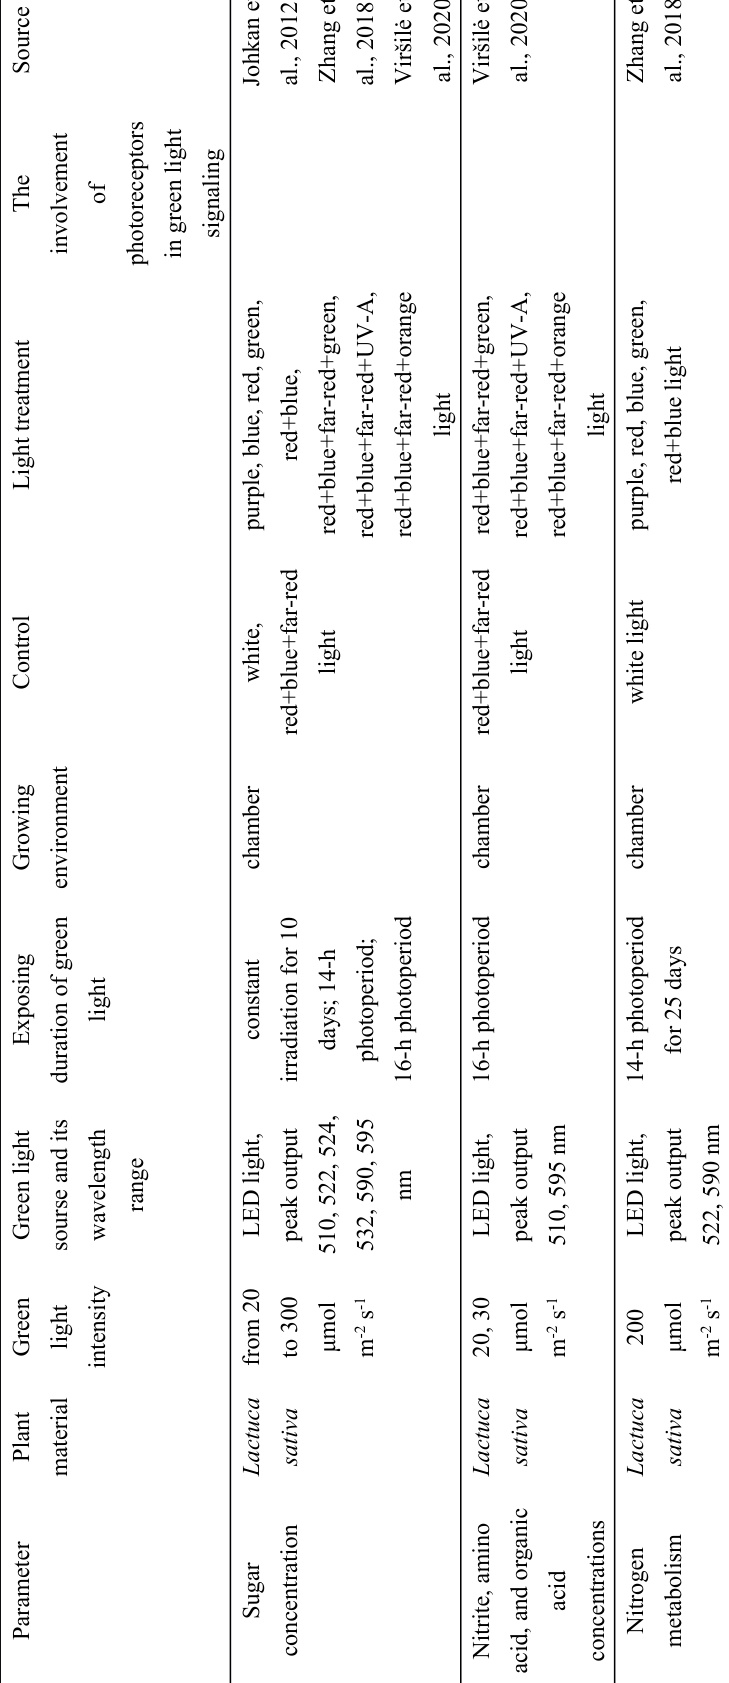 Parameter
Plant
material
Green
light
intensity
Green light
sourse and its
wavelength
range
Exposing
duration of green
light
Growing
environment
Control
Light treatment
The
involvement
of
photoreceptors
in green light
signaling
Source
Sugar
concentration
Lactuca
sativa
from 20
to 300
µmol
m⁻² s⁻¹
LED light,
peak output
510, 522, 524,
532, 590, 595
nm
constant
irradiation for 10
days; 14-h
photoperiod;
16-h photoperiod
chamber
white,
red+blue+far-red
light
purple, blue, red, green,
red+blue,
red+blue+far-red+green,
red+blue+far-red+UV-A,
red+blue+far-red+orange
light
Johkan e
al., 2012
Zhang et
al., 2018
Viršilė e
al., 2020
Nitrite, amino
acid, and organic
acid
concentrations
Lactuca
sativa
20, 30
µmol
m⁻² s⁻¹
LED light,
peak output
510, 595 nm
16-h photoperiod
chamber
red+blue+far-red
light
red+blue+far-red+green,
red+blue+far-red+UV-A,
red+blue+far-red+orange
light
Viršilė e
al., 2020
Nitrogen
metabolism
Lactuca
sativa
200
µmol
m⁻² s⁻¹
LED light,
peak output
522, 590 nm
14-h photoperiod
for 25 days
chamber
white light
purple, red, blue, green,
red+blue light
Zhang et
al., 2018